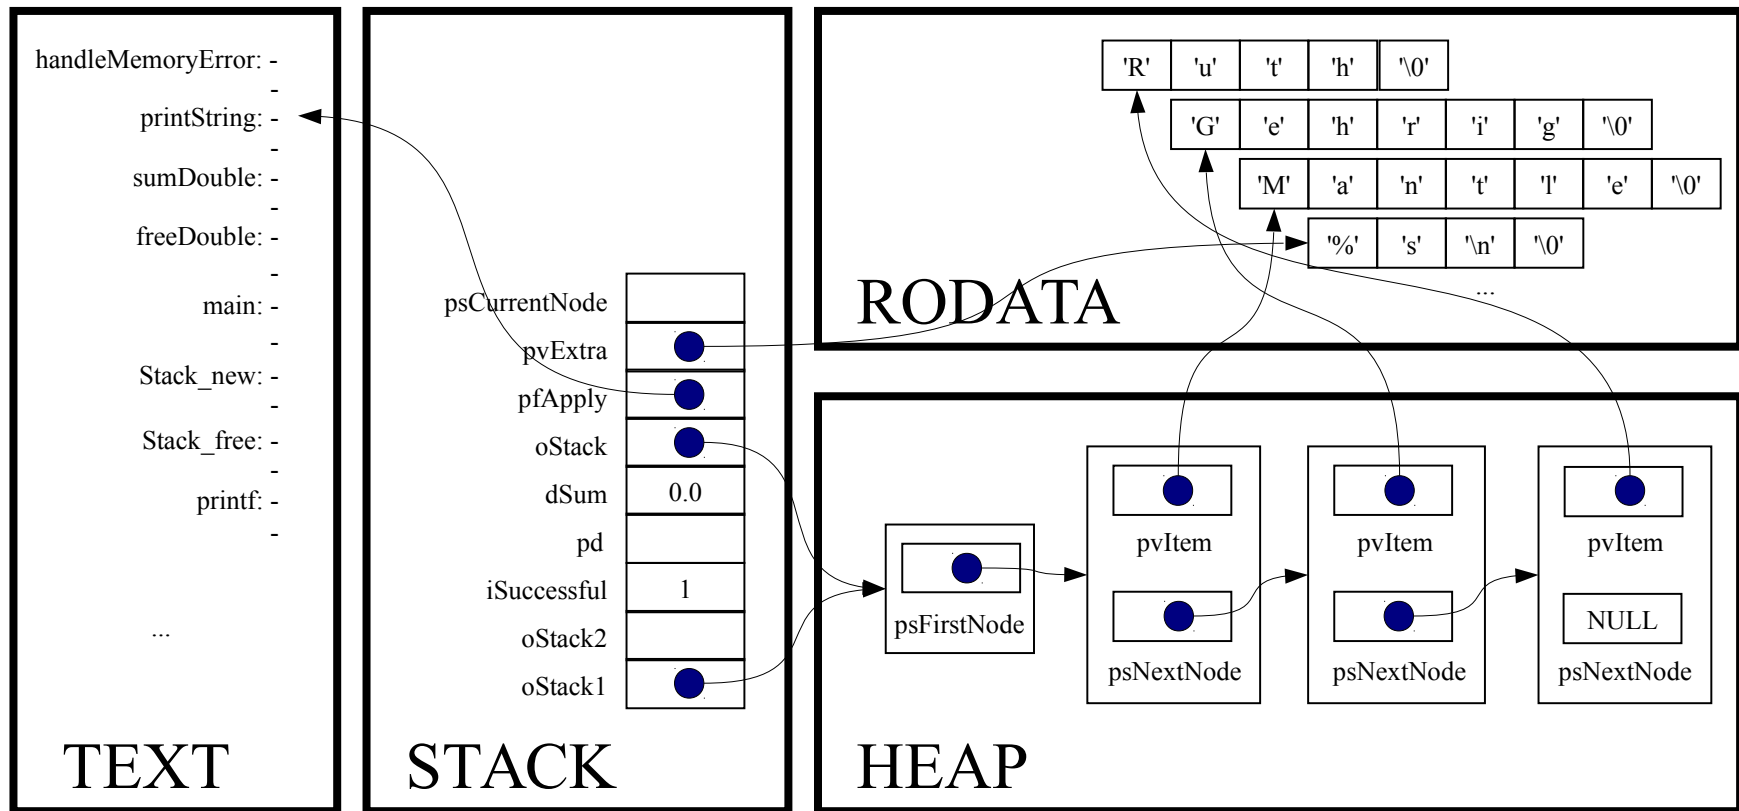 handleMemoryError: -
-
printString: -
-
sumDouble: -
-
freeDouble: -
-
main: -
-
Stack_new: -
-
Stack_free: -
-
printf: -
-
...
TEXT
psCurrentNode
pvExtra
pfApply
oStack
dSum 0.0
pd
iSuccessful 1
oStack2
oStack1
STACK
'R' 'u' 't' 'h' '\0'
'G' 'e' 'h' 'r' 'i' 'g' '\0'
'M' 'a' 'n' 't' 'l' 'e' '\0'
'%' 's' '\n' '\0'
...
RODATA
pvItem pvItem pvItem
psFirstNode
NULL
psNextNode psNextNode psNextNode
HEAP